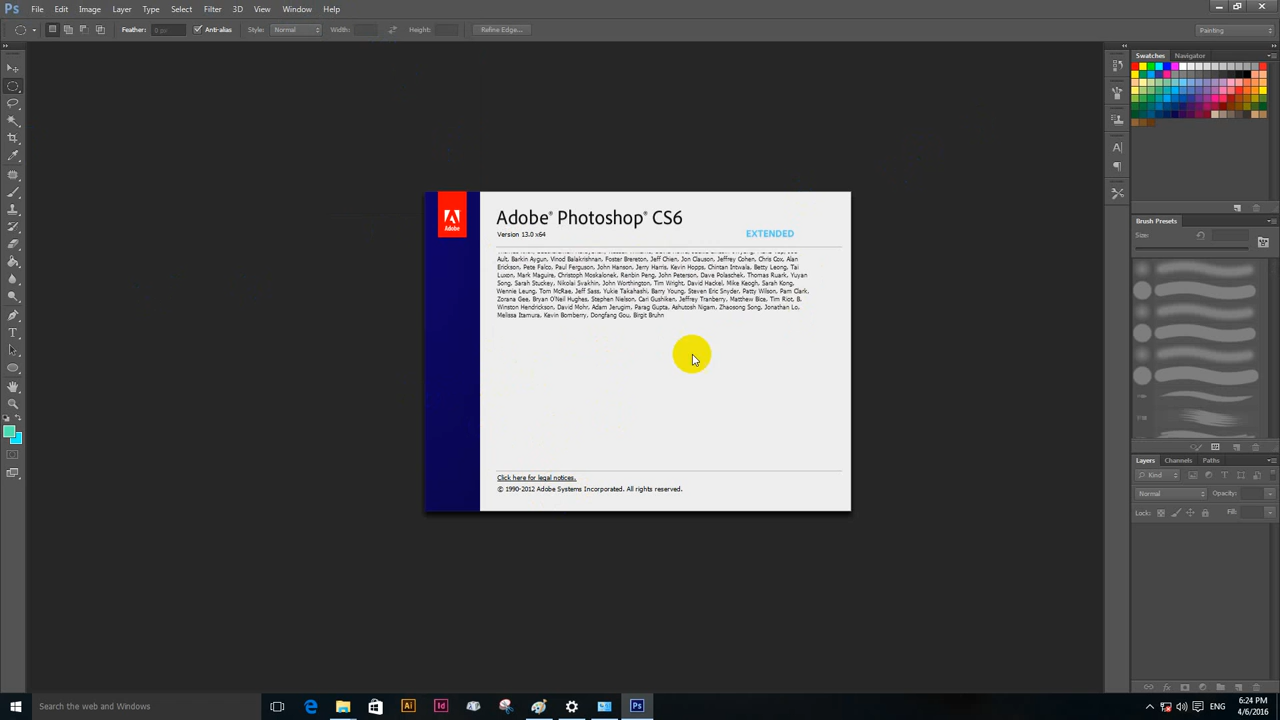 Ps File Edit Image Layer Type Select Filter 3D View Window Help
Feather: 0 px Anti-alias Style: Normal Width: Height: Refine Edge... Painting
Swatches Navigator
Adobe
Adobe® Photoshop® CS6
Version 13.0 x64
EXTENDED
Ault, Barkin Aygun, Vinod Balakrishnan, Foster Brereton, Jeff Chien, Jon Clauson, Jeffrey Cohen, Chris Cox, Alan
Erickson, Pete Falco, Paul Ferguson, John Hanson, Jerry Harris, Kevin Hopps, Chintan Intwala, Betty Leong, Tai
Luxon, Mark Maguire, Christoph Moskalonek, Renbin Peng, John Peterson, Dave Polaschek, Thomas Ruark, Yuyan
Song, Sarah Stuckey, Nikolai Svakhin, John Worthington, Tim Wright, David Hackel, Mike Keogh, Sarah Kong,
Wennie Leung, Tom McRae, Jeff Sass, Yukie Takahashi, Barry Young, Steven Eric Snyder, Patty Wilson, Pam Clark,
Zorana Gee, Bryan O'Neil Hughes, Stephen Nielson, Cari Gushiken, Jeffrey Tranberry, Matthew Bice, Tim Riot, B.
Winston Hendrickson, David Mohr, Adam Jerugim, Parag Gupta, Ashutosh Nigam, Zhaosong Song, Jonathan Lo,
Melissa Itamura, Kevin Bomberry, Dongfang Gou, Birgit Bruhn
Click here for legal notices.
© 1990-2012 Adobe Systems Incorporated. All rights reserved.
Brush Presets
Size:
Layers Channels Paths
Kind
Normal Opacity:
Lock: Fill:
Search the web and Windows
Ai Id Ps
ENG
6:24 PM
4/6/2016